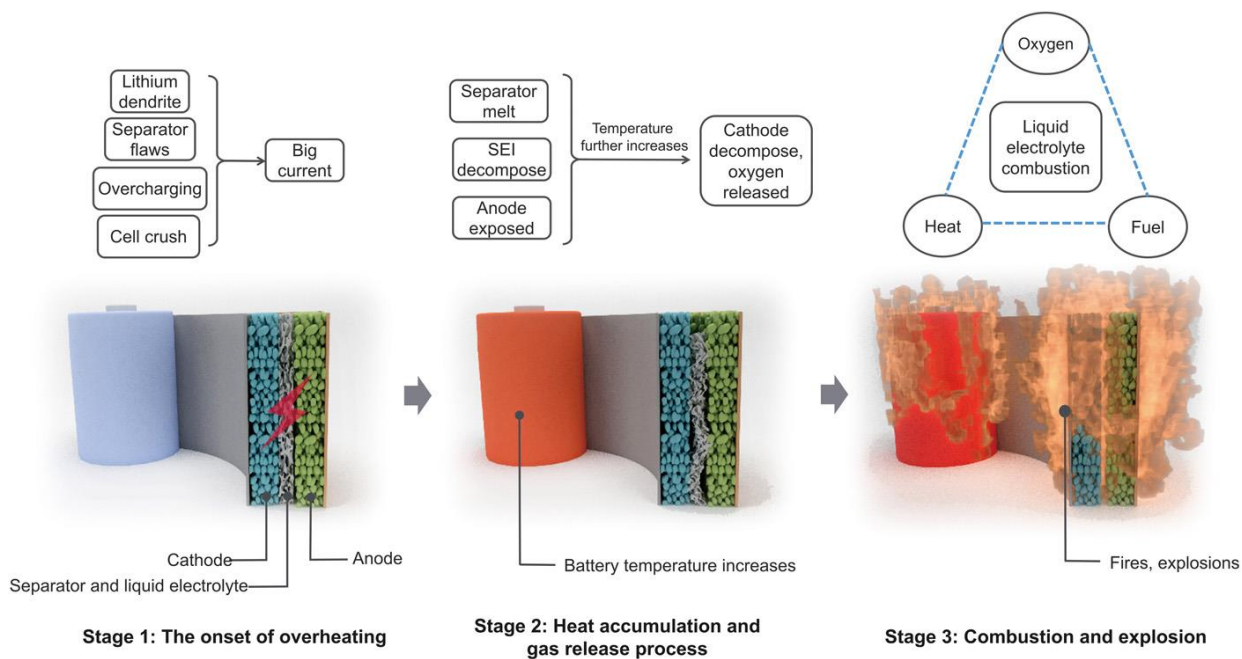 Lithium
dendrite
Separator
flaws
Overcharging
Cell crush
Big
current
Cathode
Anode
Separator and liquid electrolyte
Stage 1: The onset of overheating
Separator
melt
SEI
decompose
Anode
exposed
Temperature
further increases
Cathode
decompose,
oxygen
released
Battery temperature increases
Stage 2: Heat accumulation and
gas release process
Oxygen
Liquid
electrolyte
combustion
Heat
Fuel
Fires, explosions
Stage 3: Combustion and explosion